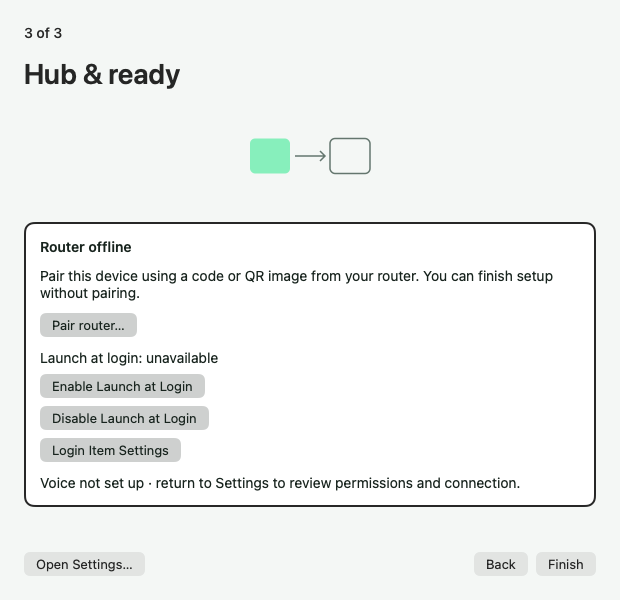 3 of 3
Hub & ready
Router offline
Pair this device using a code or QR image from your router. You can finish setup
without pairing.
Pair router...
Launch at login: unavailable
Enable Launch at Login
Disable Launch at Login
Login Item Settings
Voice not set up · return to Settings to review permissions and connection.
Open Settings...
Back
Finish